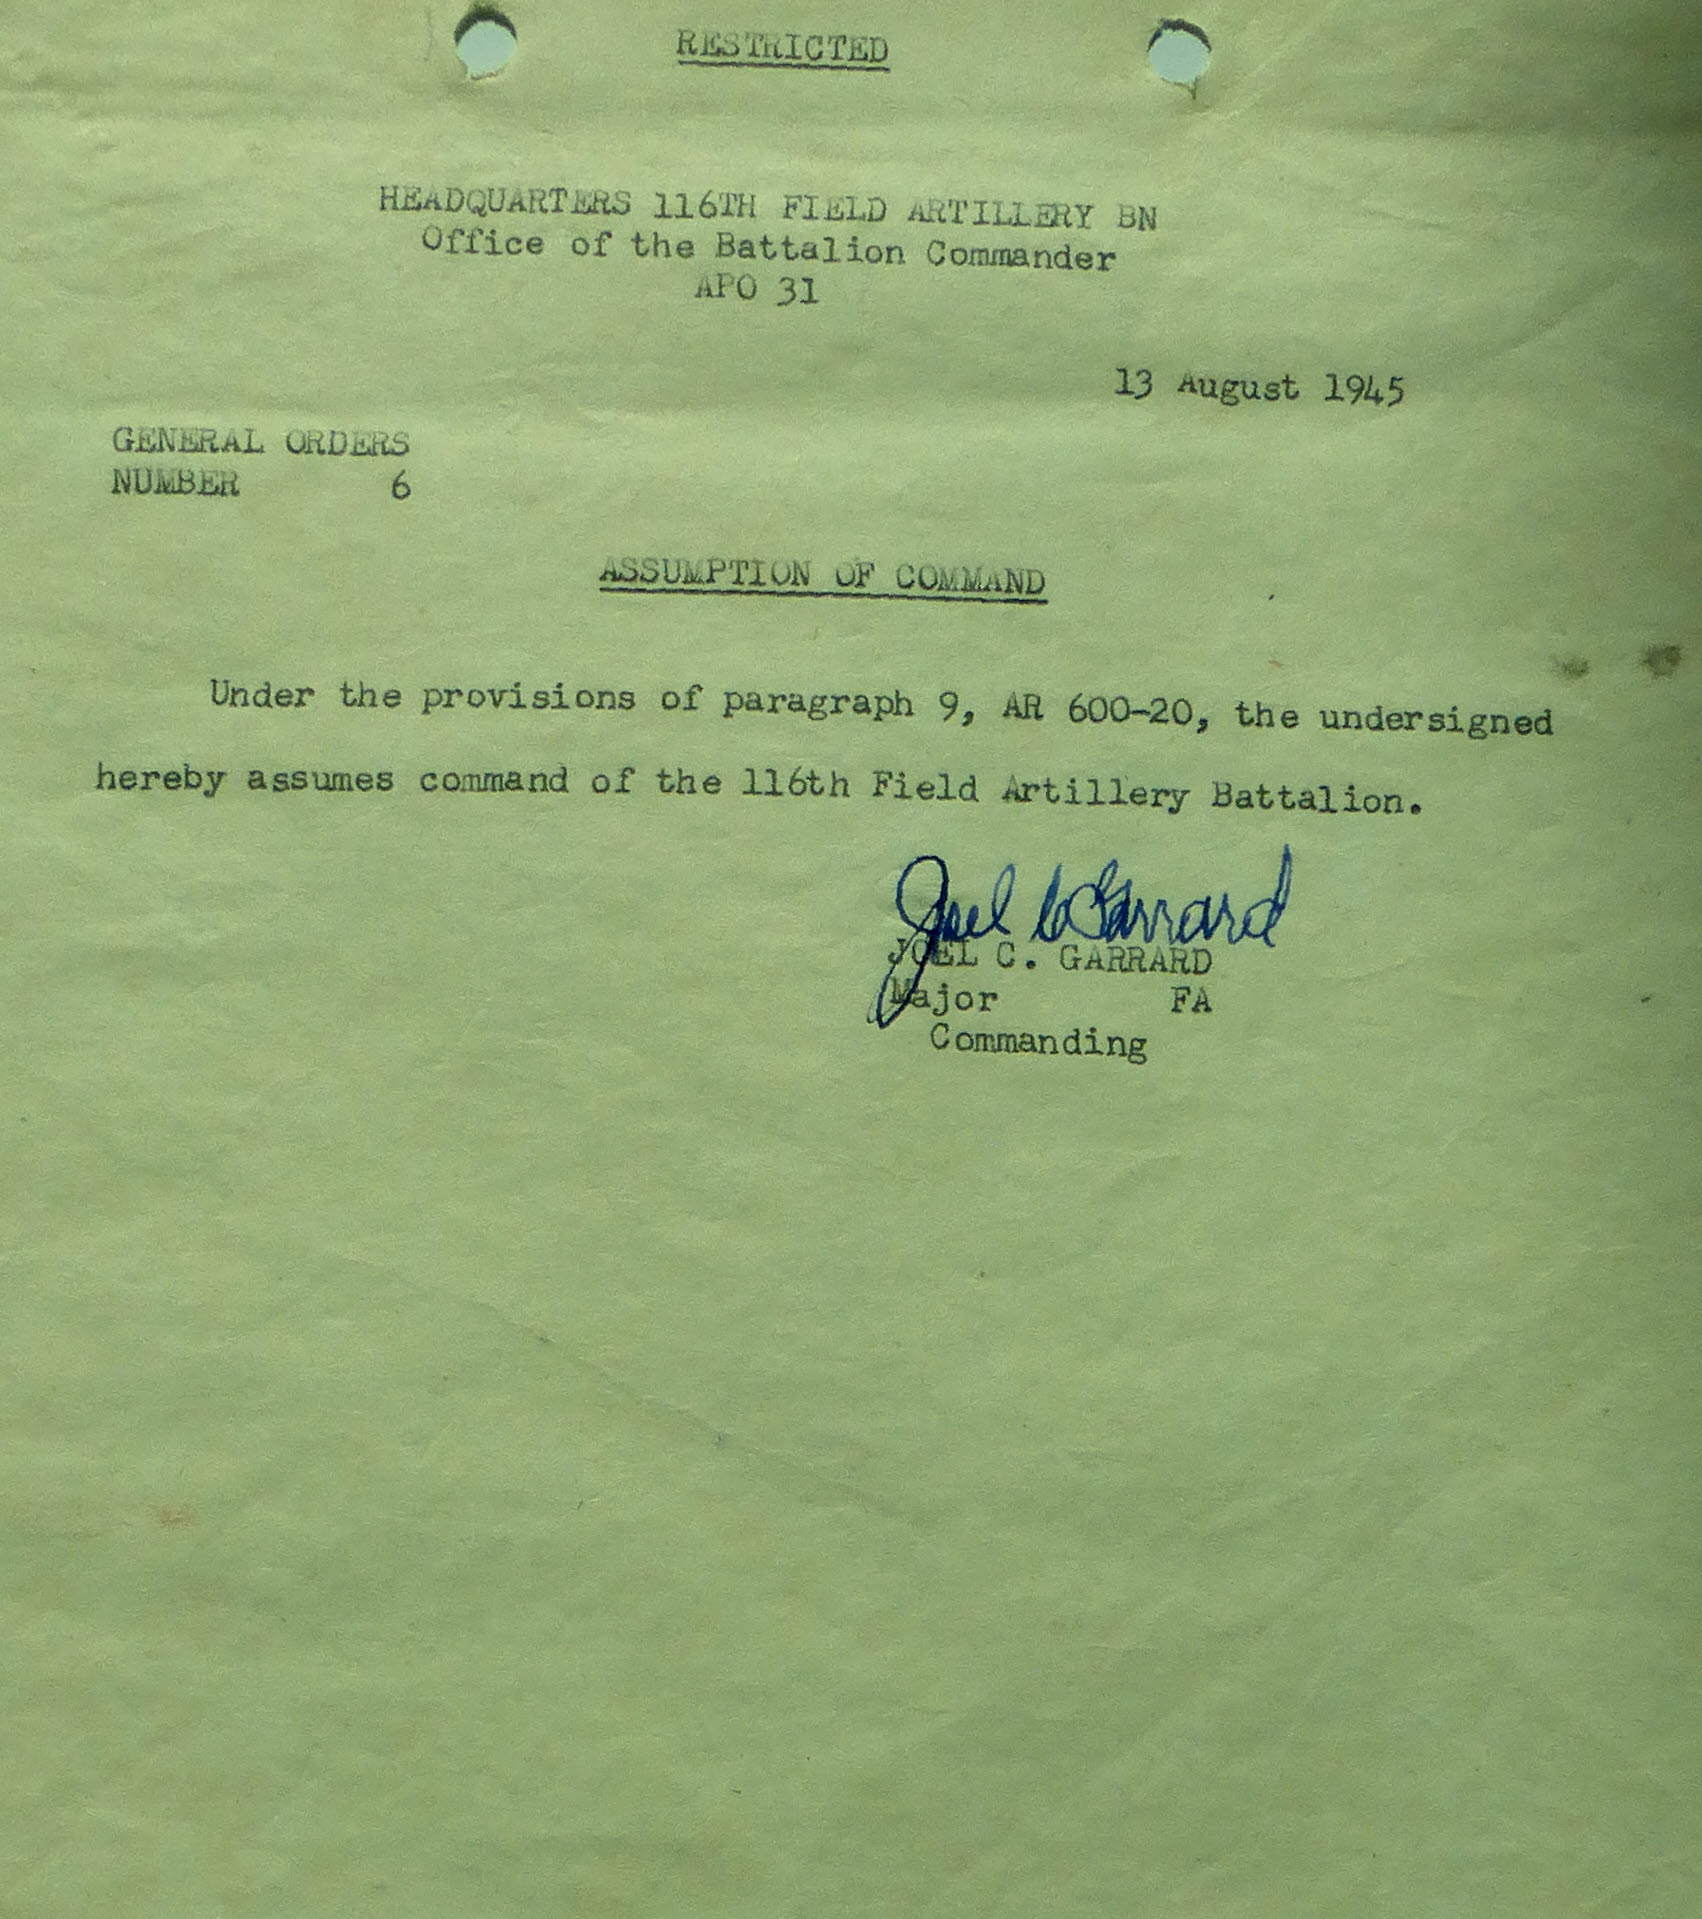 RESTRICTED
HEADQUARTERS 116TH FIELD ARTILLERY BN
Office of the Battalion Commander
APO 31
13 August 1945
GENERAL ORDERS
NUMBER 6
ASSUMPTION OF COMMAND
Under the provisions of paragraph 9, AR 600-20, the undersigned
hereby assumes command of the 116th Field Artillery Battalion.
Joel C Garrard
JOEL C. GARRARD
Major FA
Commanding